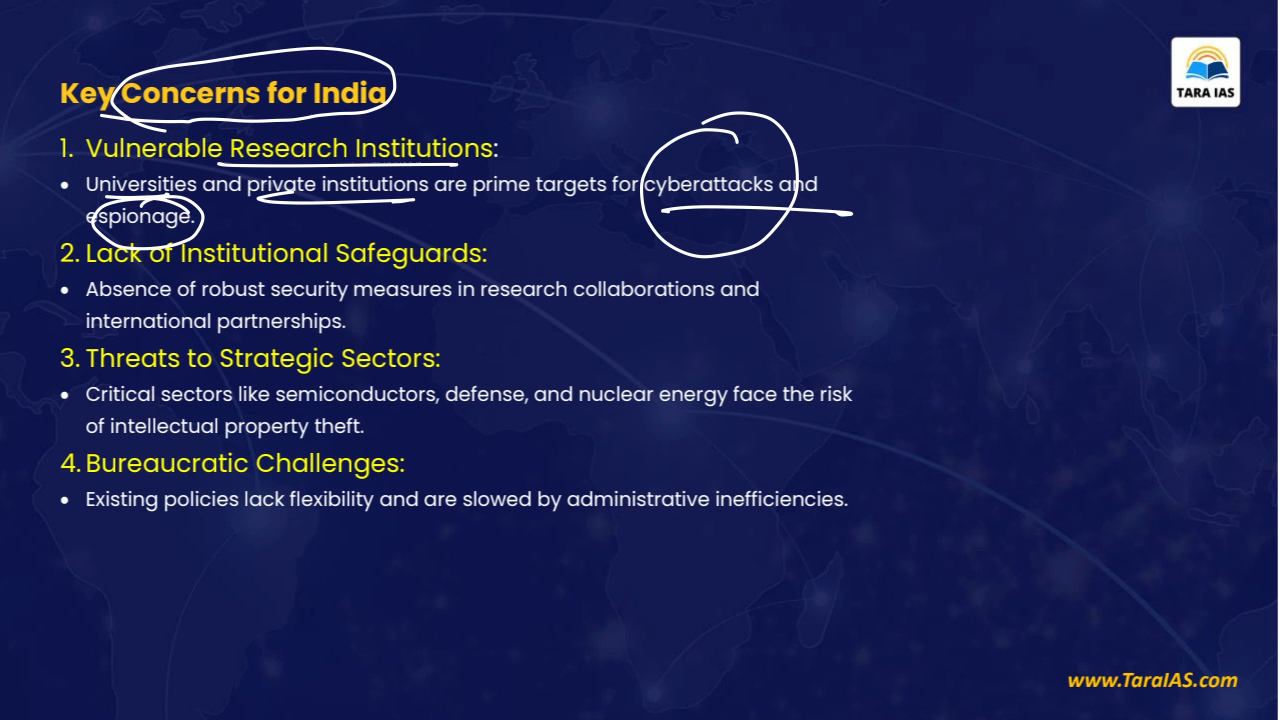 Key Concerns for India
TARA IAS
1. Vulnerable Research Institutions:
• Universities and private institutions are prime targets for cyberattacks and
espionage.
2. Lack of Institutional Safeguards:
• Absence of robust security measures in research collaborations and
international partnerships.
3. Threats to Strategic Sectors:
• Critical sectors like semiconductors, defense, and nuclear energy face the risk
of intellectual property theft.
4. Bureaucratic Challenges:
• Existing policies lack flexibility and are slowed by administrative inefficiencies.
www.TaraIAS.com